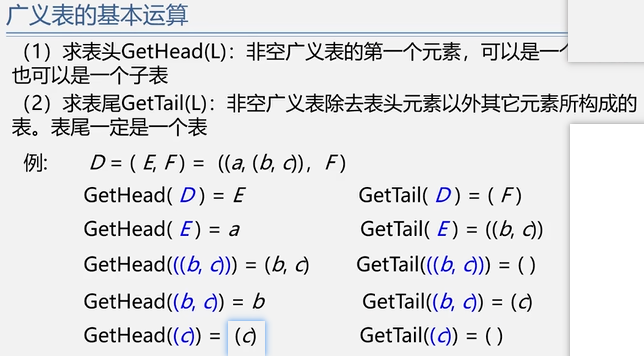 广义表的基本运算
（1）求表头GetHead(L)：非空广义表的第一个元素，可以是一个
也可以是一个子表
（2）求表尾GetTail(L)：非空广义表除去表头元素以外其它元素所构成的
表。表尾一定是一个表
例: D = ( E, F ) = ((a, (b, c)), F )
GetHead( D ) = E GetTail( D ) = ( F )
GetHead( E ) = a GetTail( E ) = ((b, c))
GetHead(((b, c))) = (b, c) GetTail(((b, c))) = ( )
GetHead((b, c)) = b GetTail((b, c)) = (c)
GetHead((c)) = (c) GetTail((c)) = ( )